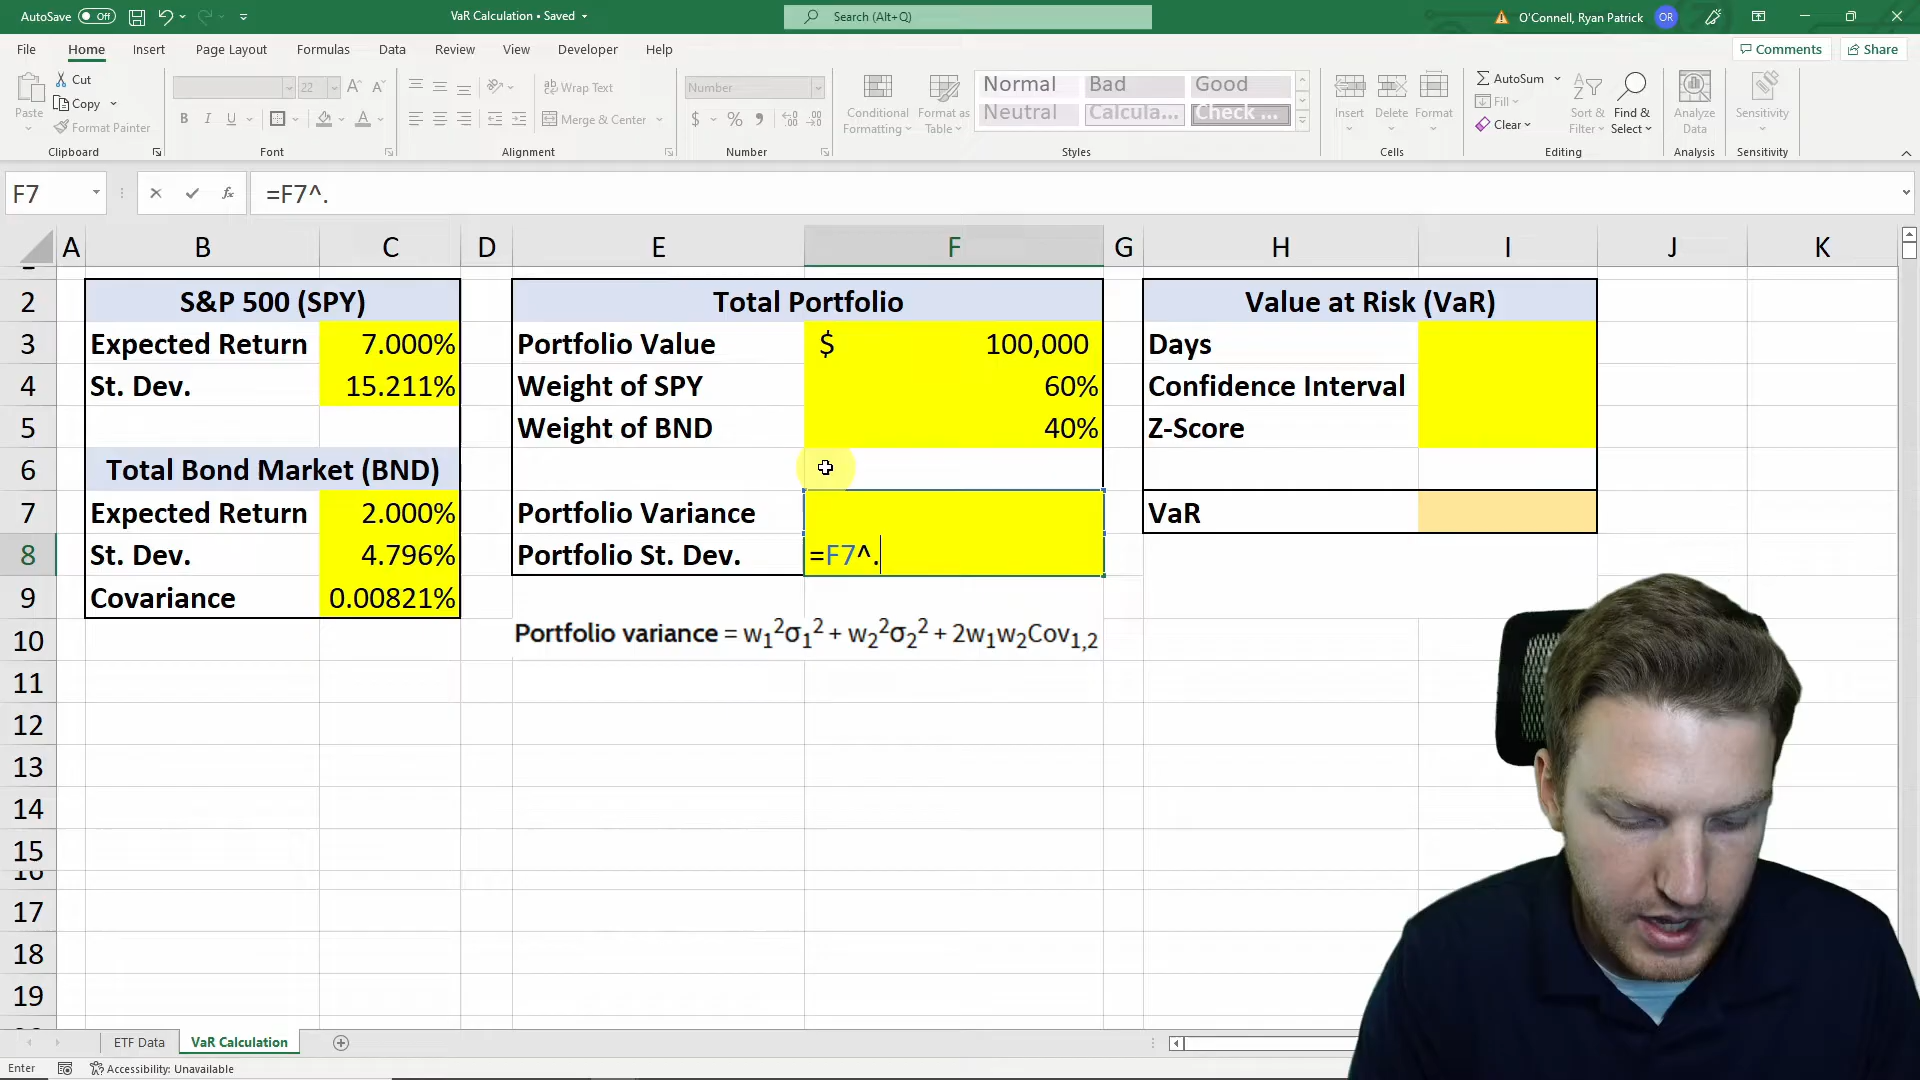 AutoSave Off
VaR Calculation • Saved
Search (Alt+Q)
O'Connell, Ryan Patrick OR
File Home Insert Page Layout Formulas Data Review View Developer Help
Comments Share
Paste
Cut
Copy
Format Painter
Clipboard
22
B I U
Font
Wrap Text
Merge & Center
Alignment
Number
$ % 9
Number
Conditional Formatting
Format as Table
Normal Bad Good
Neutral Calcula... Check ...
Styles
Insert Delete Format
Cells
AutoSum
Fill
Clear
Sort & Filter
Find & Select
Editing
Analyze Data
Analysis
Sensitivity
Sensitivity
F7 fx =F7^.
A B C D E F G H I J K
2 S&P 500 (SPY) Total Portfolio Value at Risk (VaR)
3 Expected Return 7.000% Portfolio Value $ 100,000 Days
4 St. Dev. 15.211% Weight of SPY 60% Confidence Interval
5 Weight of BND 40% Z-Score
6 Total Bond Market (BND)
7 Expected Return 2.000% Portfolio Variance VaR
8 St. Dev. 4.796% Portfolio St. Dev. =F7^.
9 Covariance 0.00821%
10 Portfolio variance = w₁²σ₁² + w₂²σ₂² + 2w₁w₂Cov₁,₂
11
12
13
14
15
16
17
18
19
ETF Data VaR Calculation
Enter Accessibility: Unavailable